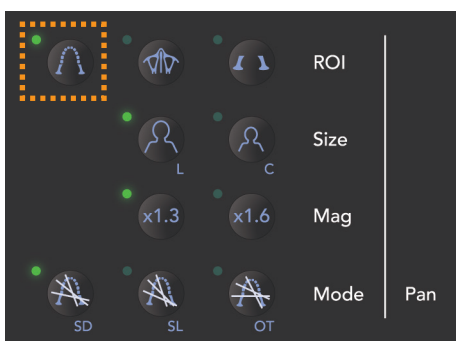 ROI
Size
L C
x1.3 x1.6 Mag
Mode Pan
SD SL OT